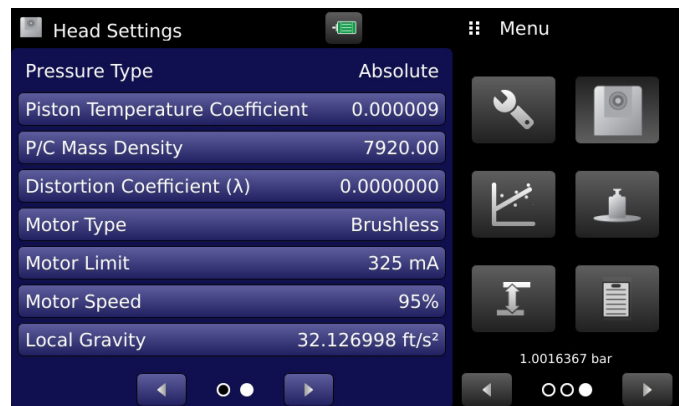 Head Settings
Menu
Pressure Type Absolute
Piston Temperature Coefficient 0.000009
P/C Mass Density 7920.00
Distortion Coefficient (λ) 0.0000000
Motor Type Brushless
Motor Limit 325 mA
Motor Speed 95%
Local Gravity 32.126998 ft/s²
1.0016367 bar